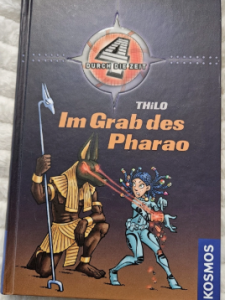 4
DURCH DIE ZEIT
THiLO
Im Grab des
Pharao
KOSMOS